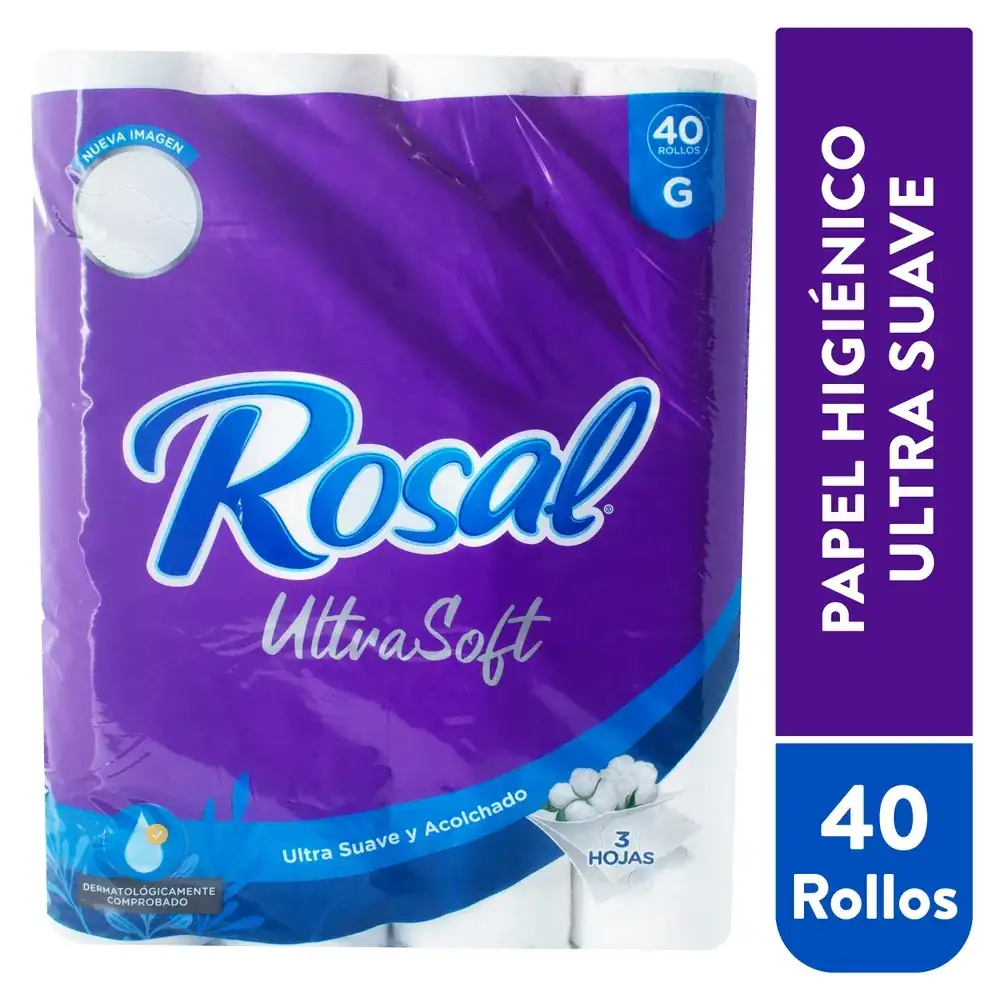 NUEVA IMAGEN
40
ROLLOS
G
Rosal®
UltraSoft
Ultra Suave y Acolchado
3
HOJAS
DERMATOLÓGICAMENTE
COMPROBADO
PAPEL HIGIÉNICO
ULTRA SUAVE
40
Rollos